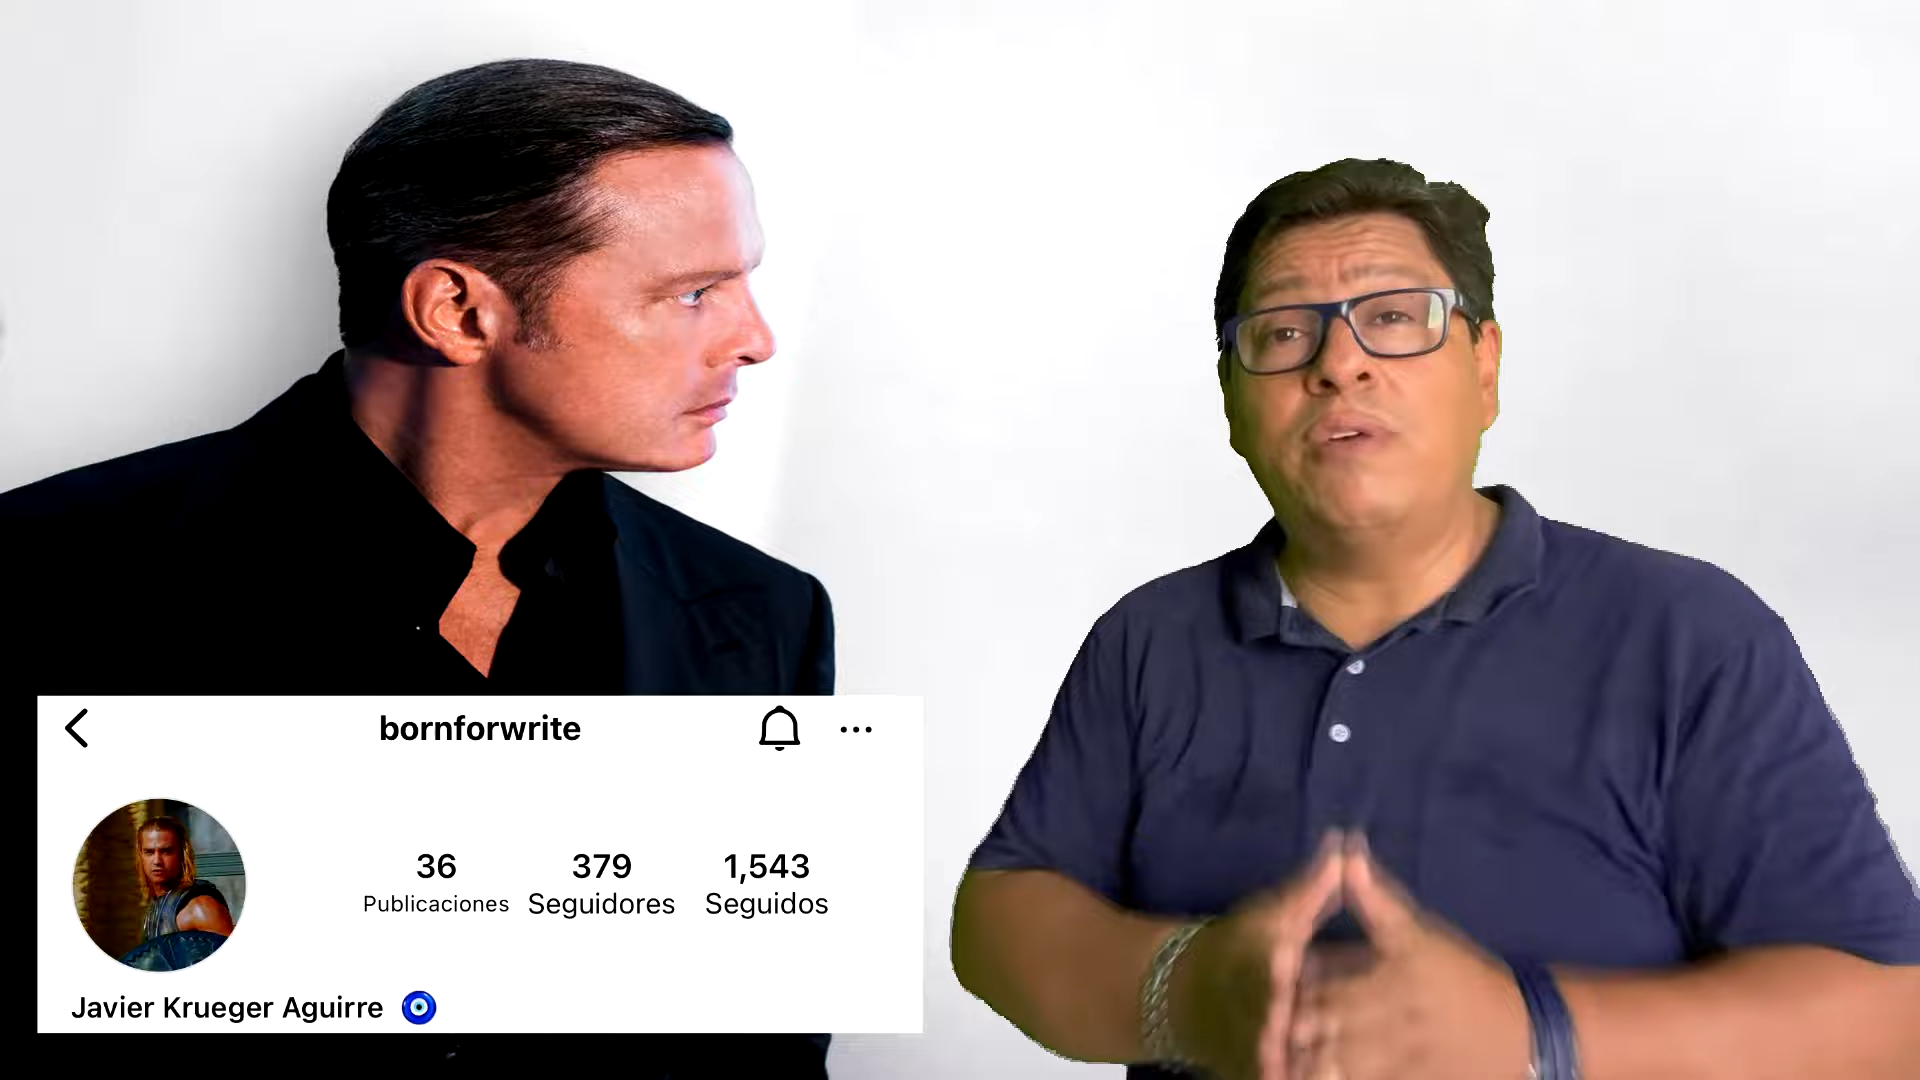 bornforwrite
36 379 1,543
Publicaciones Seguidores Seguidos
Javier Krueger Aguirre 🧿